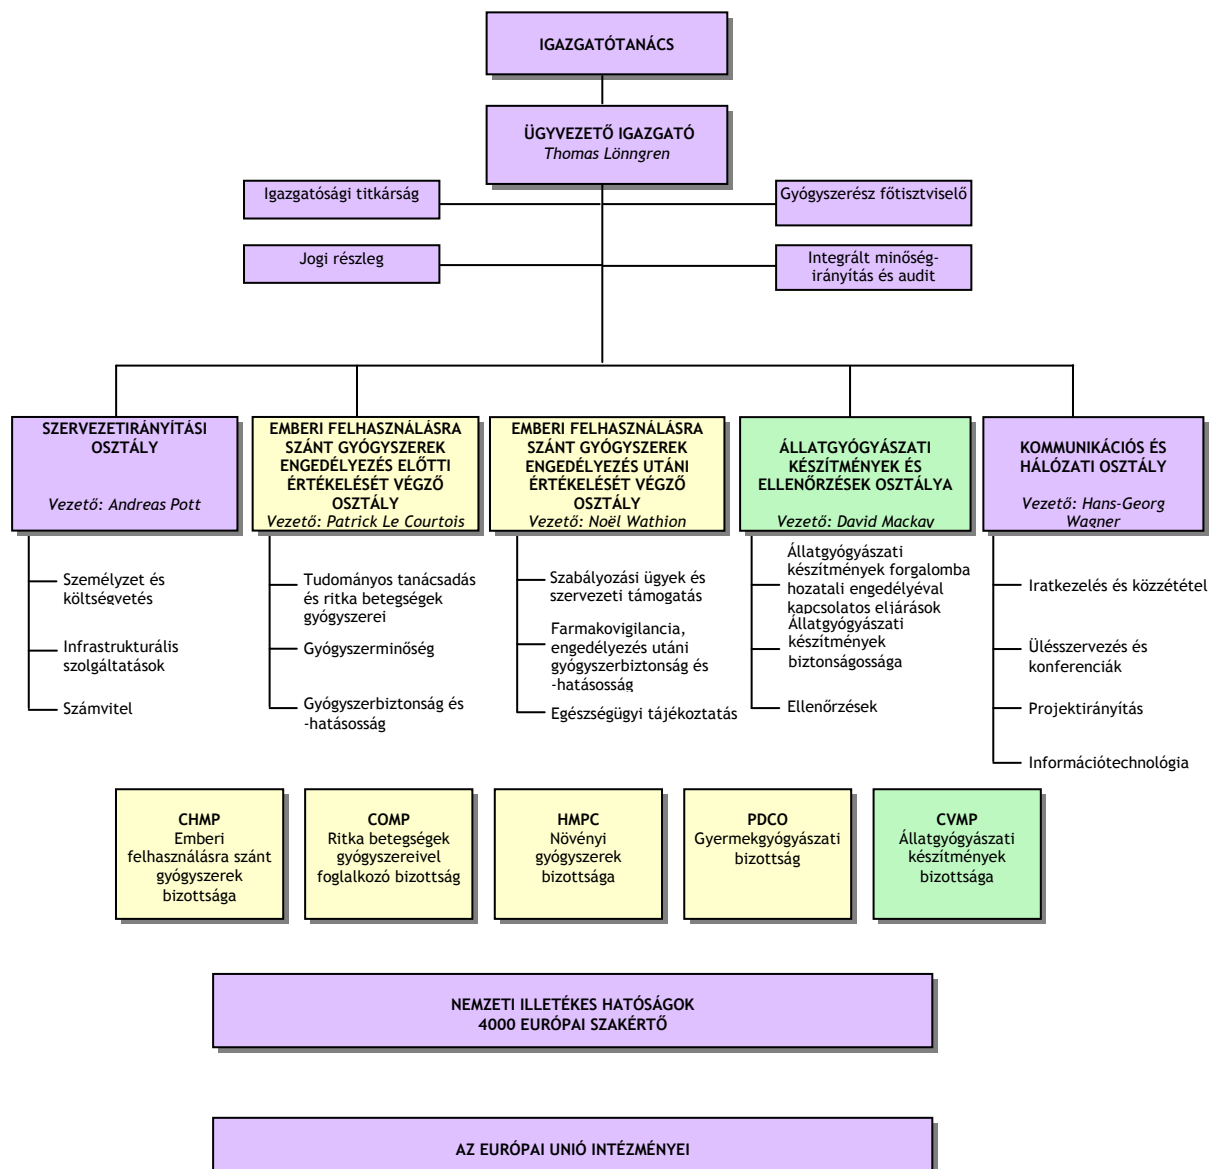 IGAZGATÓTANÁCS
ÜGYVEZETŐ IGAZGATÓ
Thomas Lönngren
Igazgatósági titkárság
Gyógyszerész főtisztviselő
Jogi részleg
Integrált minőség-
irányítás és audit
SZERVEZETIRÁNYÍTÁSI
OSZTÁLY
Vezető: Andreas Pott
Személyzet és
költségvetés
Infrastrukturális
szolgáltatások
Számvitel
EMBERI FELHASZNÁLÁSRA
SZÁNT GYÓGYSZEREK
ENGEDÉLYEZÉS ELŐTTI
ÉRTÉKELÉSÉT VÉGZŐ
OSZTÁLY
Vezető: Patrick Le Courtois
Tudományos tanácsadás
és ritka betegségek
gyógyszerei
Gyógyszerminőség
Gyógyszerbiztonság és
-hatásosság
EMBERI FELHASZNÁLÁSRA
SZÁNT GYÓGYSZEREK
ENGEDÉLYEZÉS UTÁNI
ÉRTÉKELÉSÉT VÉGZŐ
OSZTÁLY
Vezető: Noël Wathion
Szabályozási ügyek és
szervezeti támogatás
Farmakovigilancia,
engedélyezés utáni
gyógyszerbiztonság és
-hatásosság
Egészségügyi tájékoztatás
ÁLLATGYÓGYÁSZATI
KÉSZÍTMÉNYEK ÉS
ELLENŐRZÉSEK OSZTÁLYA
Vezető: David Mackay
Állatgyógyászati
készítmények forgalomba
hozatali engedélyéval
kapcsolatos eljárások
Állatgyógyászati
készítmények
biztonságossága
Ellenőrzések
KOMMUNIKÁCIÓS ÉS
HÁLÓZATI OSZTÁLY
Vezető: Hans-Georg
Wagner
Iratkezelés és közzététel
Ülésszervezés és
konferenciák
Projektirányítás
Információtechnológia
CHMP
Emberi
felhasználásra szánt
gyógyszerek
bizottsága
COMP
Ritka betegségek
gyógyszereivel
foglalkozó bizottság
HMPC
Növényi
gyógyszerek
bizottsága
PDCO
Gyermekgyógyászati
bizottság
CVMP
Állatgyógyászati
készítmények
bizottsága
NEMZETI ILLETÉKES HATÓSÁGOK
4000 EURÓPAI SZAKÉRTŐ
AZ EURÓPAI UNIÓ INTÉZMÉNYEI